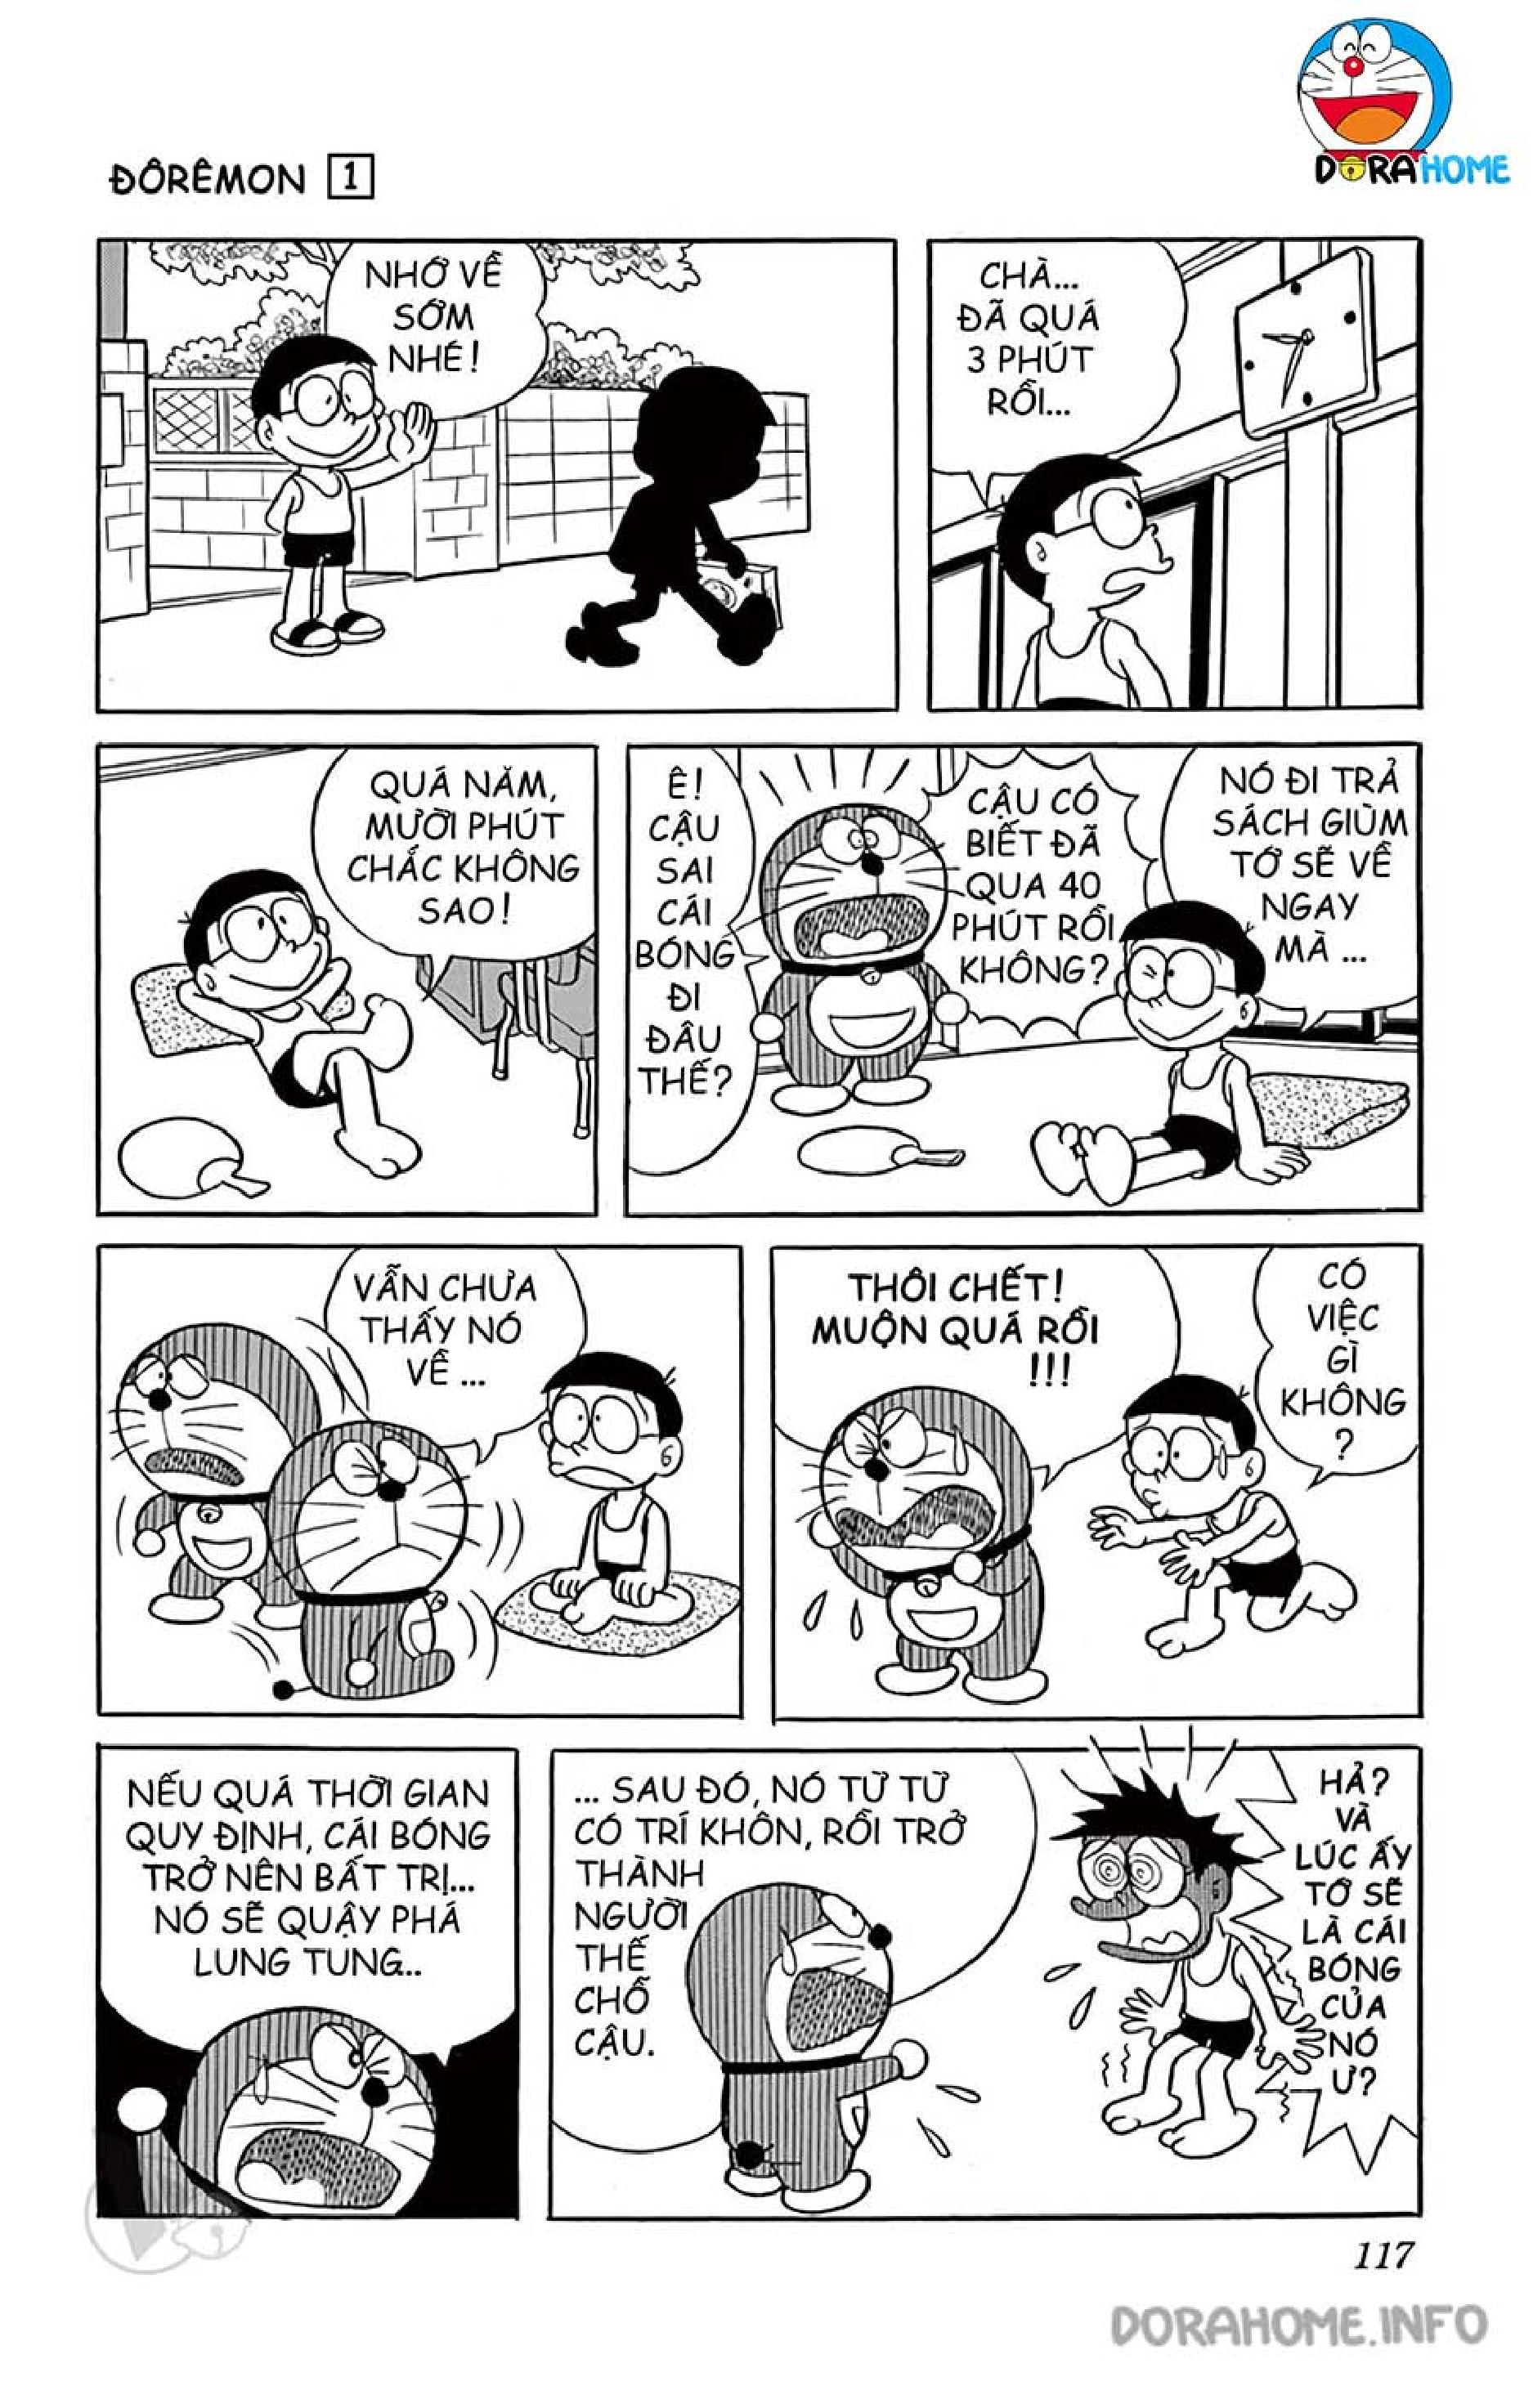 DORAHOME
ĐÔRÊMON 1
NHỚ VỀ
SỚM
NHÉ!
CHÀ...
ĐÃ QUÁ
3 PHÚT
RỒI...
QUÁ NĂM,
MƯỜI PHÚT
CHẮC KHÔNG
SAO!
Ê!
CẬU
SAI
CÁI
BÓNG
ĐI
ĐÂU
THẾ?
CẬU CÓ
BIẾT ĐÃ
QUA 40
PHÚT RỒI
KHÔNG?
NÓ ĐI TRẢ
SÁCH GIÙM
TỚ SẼ VỀ
NGAY
MÀ ...
VẪN CHƯA
THẤY NÓ
VỀ ...
THÔI CHẾT!
MUỘN QUÁ RỒI
!!!
CÓ
VIỆC
GÌ
KHÔNG
?
NẾU QUÁ THỜI GIAN
QUY ĐỊNH, CÁI BÓNG
TRỞ NÊN BẤT TRỊ...
NÓ SẼ QUẬY PHÁ
LUNG TUNG...
... SAU ĐÓ, NÓ TỪ TỪ
CÓ TRÍ KHÔN, RỒI TRỞ
THÀNH
NGƯỜI
THẾ
CHỖ
CẬU.
HẢ?
VÀ
LÚC ẤY
TỚ SẼ
LÀ CÁI
BÓNG
CỦA
NÓ
Ư?
117
DORAHOME.INFO